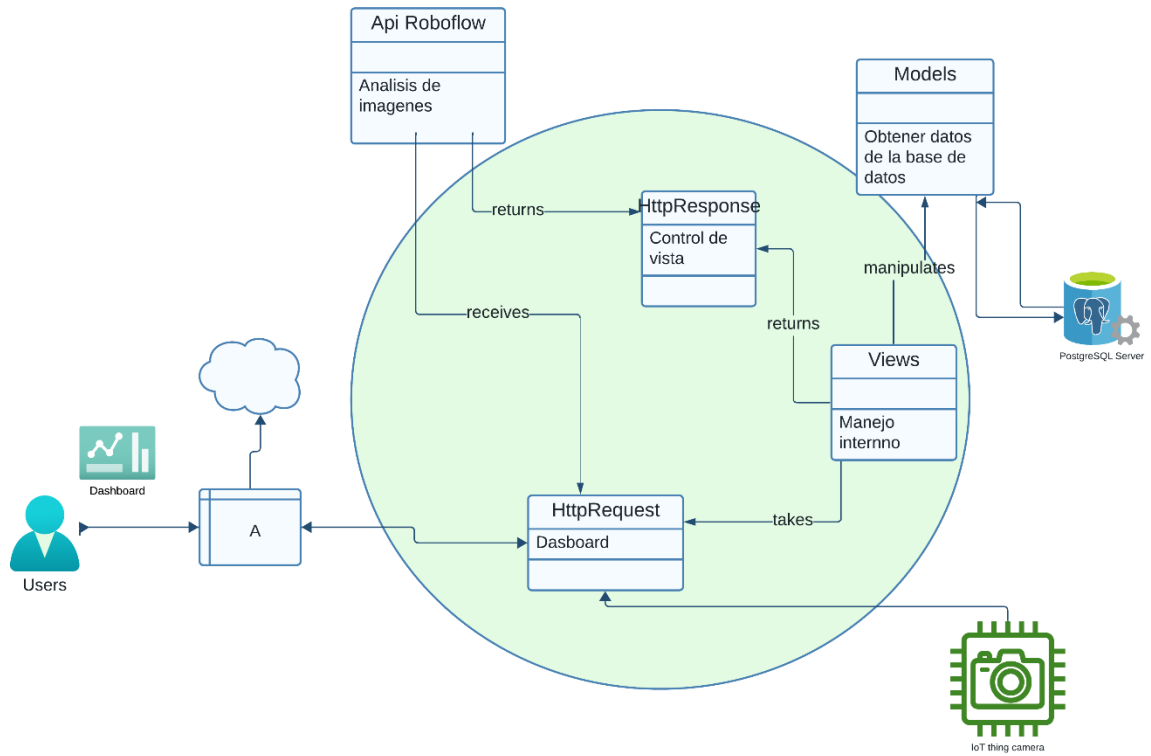 Api Roboflow
Analisis de
imagenes
Models
Obtener datos
de la base de
datos
returns
HttpResponse
Control de
vista
manipulates
receives
returns
PostgreSQL Server
Views
Manejo
internno
Dashboard
Users
A
HttpRequest
Dasboard
takes
IoT thing camera